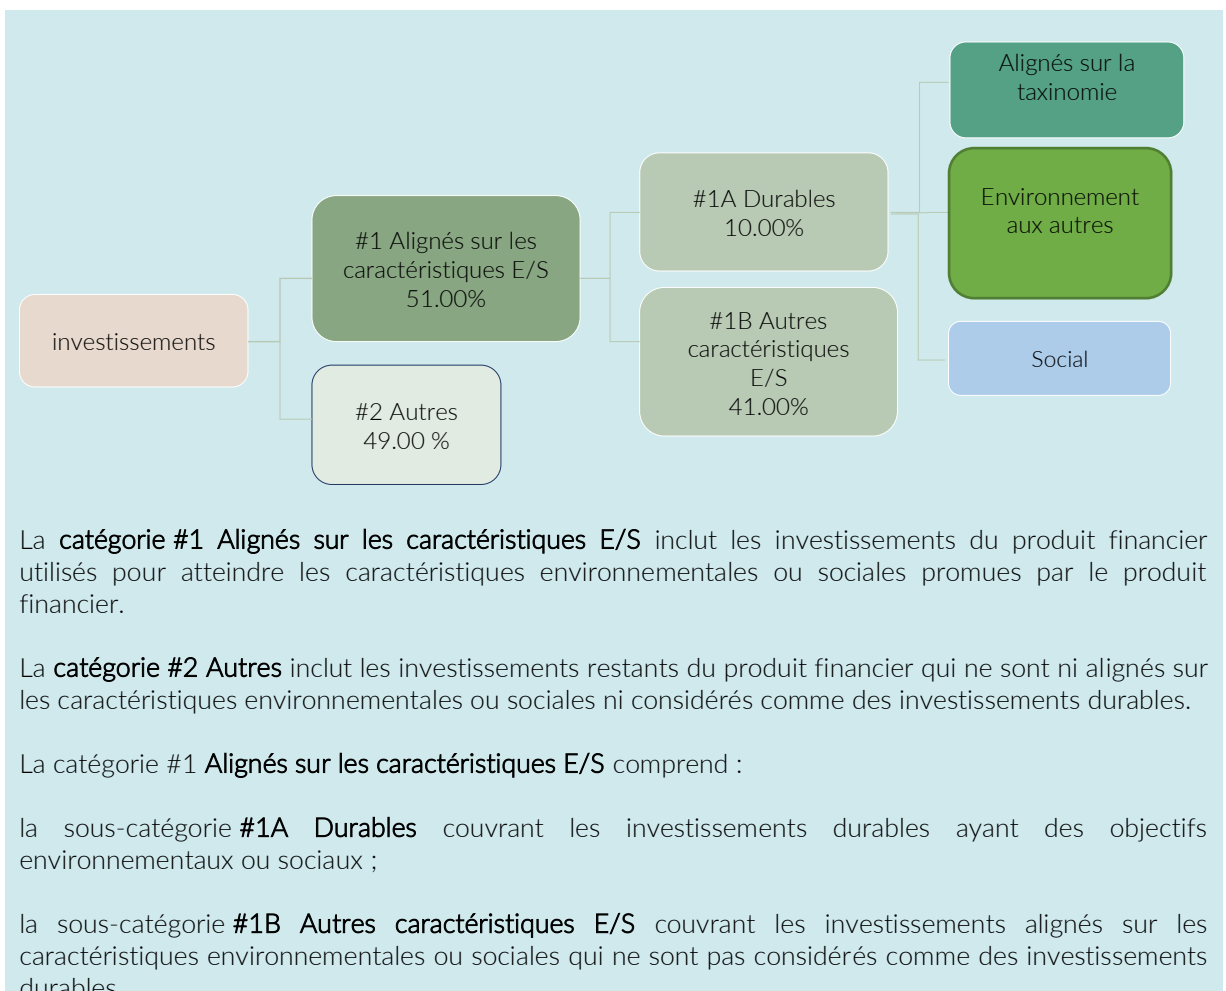 investissements
#1 Alignés sur les
caractéristiques E/S
51.00%
#2 Autres
49.00 %
#1A Durables
10.00%
#1B Autres
caractéristiques
E/S
41.00%
Alignés sur la
taxinomie
Environnement
aux autres
Social
La catégorie #1 Alignés sur les caractéristiques E/S inclut les investissements du produit financier
utilisés pour atteindre les caractéristiques environnementales ou sociales promues par le produit
financier.
La catégorie #2 Autres inclut les investissements restants du produit financier qui ne sont ni alignés sur
les caractéristiques environnementales ou sociales ni considérés comme des investissements durables.
La catégorie #1 Alignés sur les caractéristiques E/S comprend :
la sous-catégorie #1A Durables couvrant les investissements durables ayant des objectifs
environnementaux ou sociaux ;
la sous-catégorie #1B Autres caractéristiques E/S couvrant les investissements alignés sur les
caractéristiques environnementales ou sociales qui ne sont pas considérés comme des investissements
durables